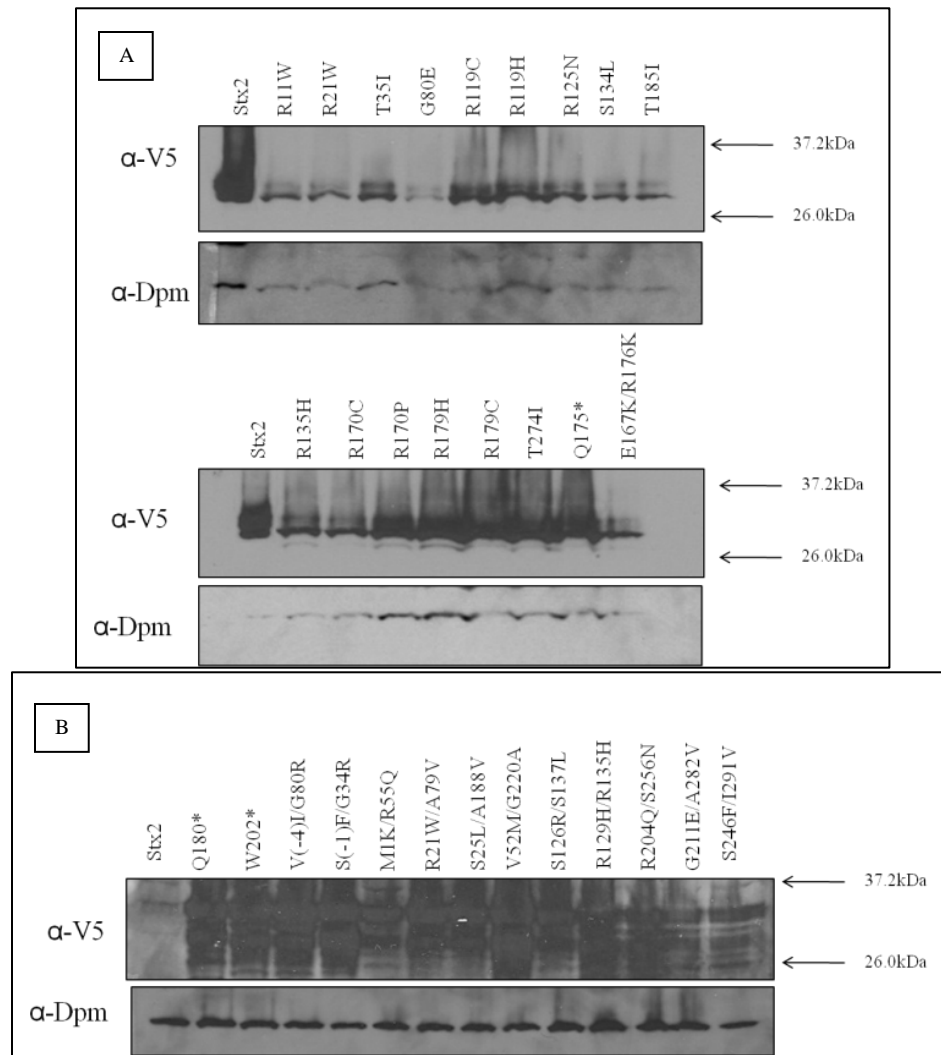 A
Stx2 R11W R21W T35I G80E R119C R119H R125N S134L T185I
α-V5
37.2kDa
26.0kDa
α-Dpm
Stx2 R135H R170C R170P R179H R179C T274I Q175* E167K/R176K
α-V5
37.2kDa
26.0kDa
α-Dpm
B
Stx2 Q180* W202* V(-4)I/G80R S(-1)F/G34R M1K/R55Q R21W/A79V S25L/A188V V52M/G220A S126R/S137L R129H/R135H R204Q/S256N G211E/A282V S246F/I291V
α-V5
37.2kDa
26.0kDa
α-Dpm